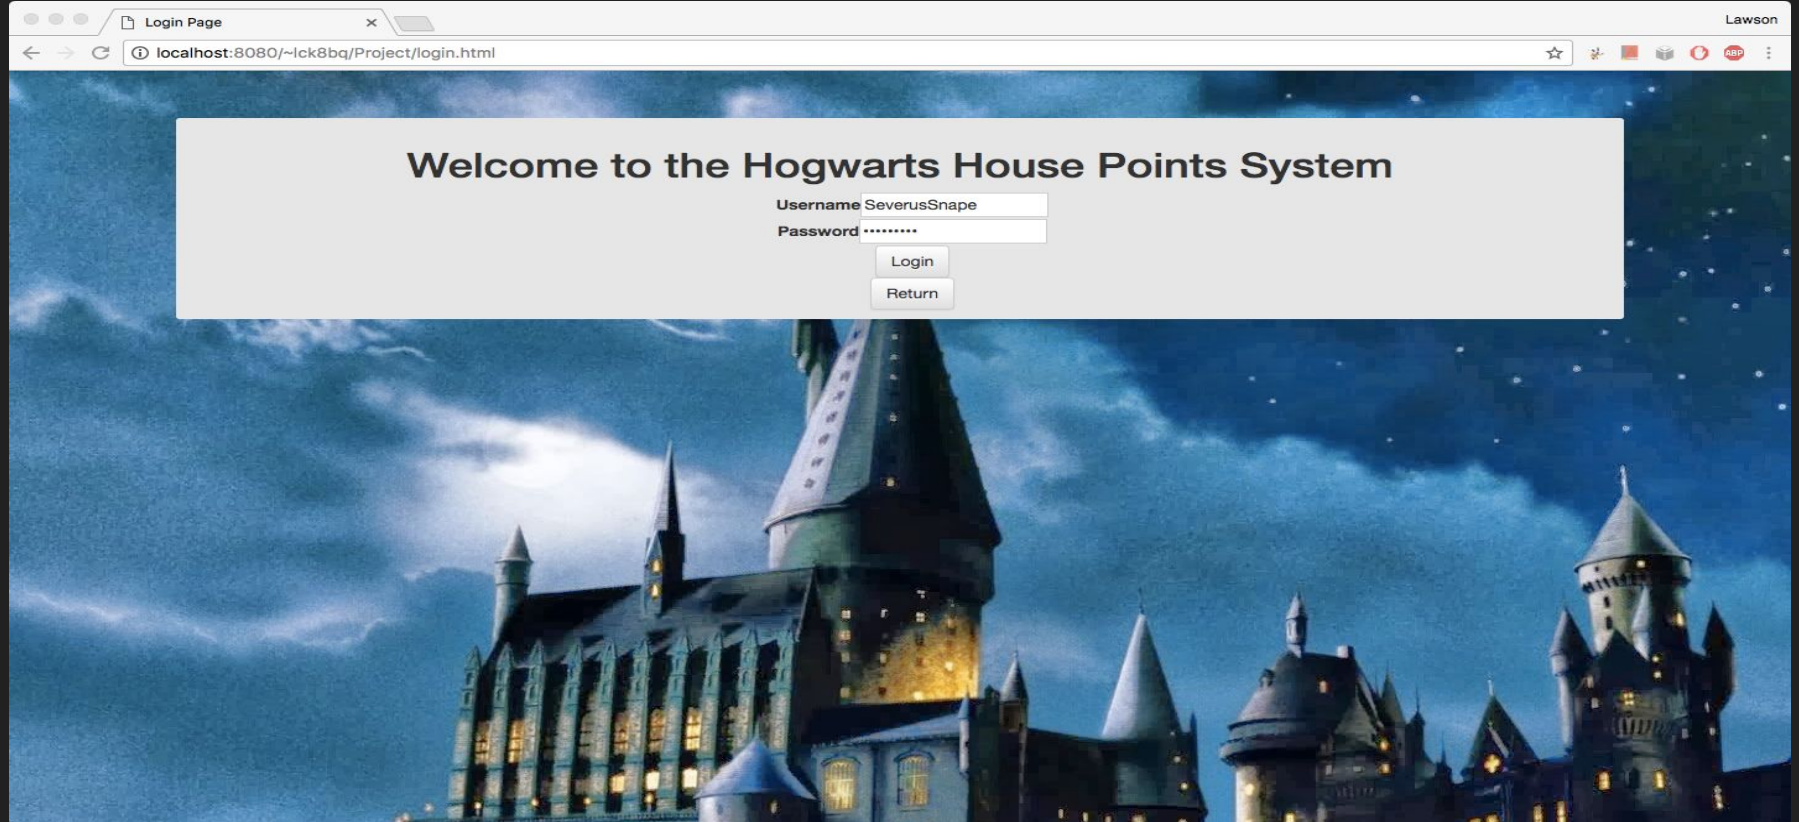 Login Page
Lawson
localhost:8080/~lck8bq/Project/login.html
ABP
Welcome to the Hogwarts House Points System
Username SeverusSnape
Password •••••••••
Login
Return